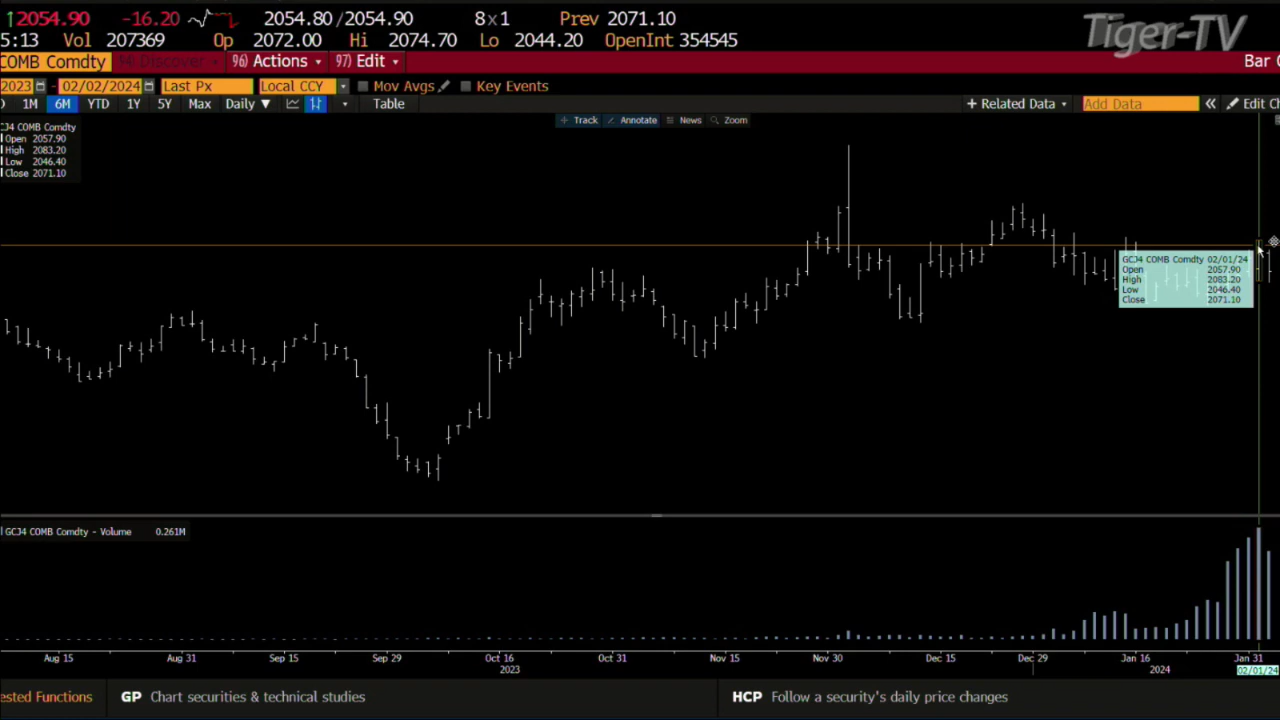 ↑2054.90 -16.20 2054.80/2054.90 8x1 Prev 2071.10
5:13 Vol 207369 Op 2072.00 Hi 2074.70 Lo 2044.20 OpenInt 354545
Tiger-TV
COMB Comdty 94) Discover 96) Actions 97) Edit Bar
2023 - 02/02/2024 Last Px Local CCY Mov Avgs Key Events
1M 6M YTD 1Y 5Y Max Daily ▼ Table + Related Data Add Data « Edit Ch
Track Annotate News Zoom
CJ4 COMB Comdty
Open 2057.90
High 2083.20
Low 2046.40
Close 2071.10
GCJ4 COMB Comdty 02/01/24
Open 2057.90
High 2083.20
Low 2046.40
Close 2071.10
GCJ4 COMB Comdty - Volume 0.261M
Aug 15 Aug 31 Sep 15 Sep 29 Oct 16 Oct 31 Nov 15 Nov 30 Dec 15 Dec 29 Jan 16 Jan 31
2023 2024 02/01/24
ested Functions GP Chart securities & technical studies HCP Follow a security's daily price changes